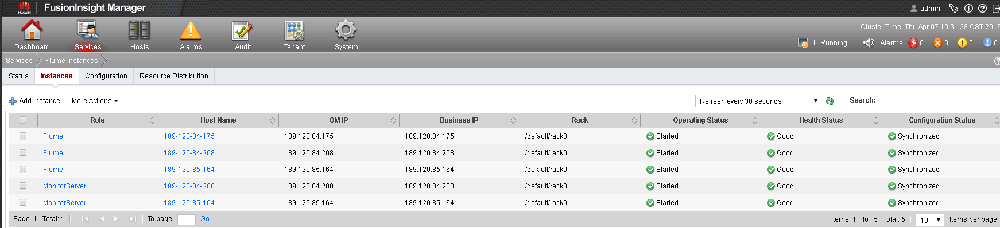 HUAWEI FusionInsight Manager admin
Cluster Time: Thu Apr 07 10:31:38 CST 2016
Dashboard Services Hosts Alarms Audit Tenant System
0 Running Alarms: 0 0 0 0
Services Flume Instances
Status Instances Configuration Resource Distribution
Add Instance More Actions Refresh every 30 seconds Search:
Role Host Name OM IP Business IP Rack Operating Status Health Status Configuration Status
Flume 189-120-84-175 189.120.84.175 189.120.84.175 /default/rack0 Started Good Synchronized
Flume 189-120-84-208 189.120.84.208 189.120.84.208 /default/rack0 Started Good Synchronized
Flume 189-120-85-164 189.120.85.164 189.120.85.164 /default/rack0 Started Good Synchronized
MonitorServer 189-120-84-208 189.120.84.208 189.120.84.208 /default/rack0 Started Good Synchronized
MonitorServer 189-120-85-164 189.120.85.164 189.120.85.164 /default/rack0 Started Good Synchronized
Page 1 Total: 1 To page Go Items 1 To 5 Total: 5 10 Items per page